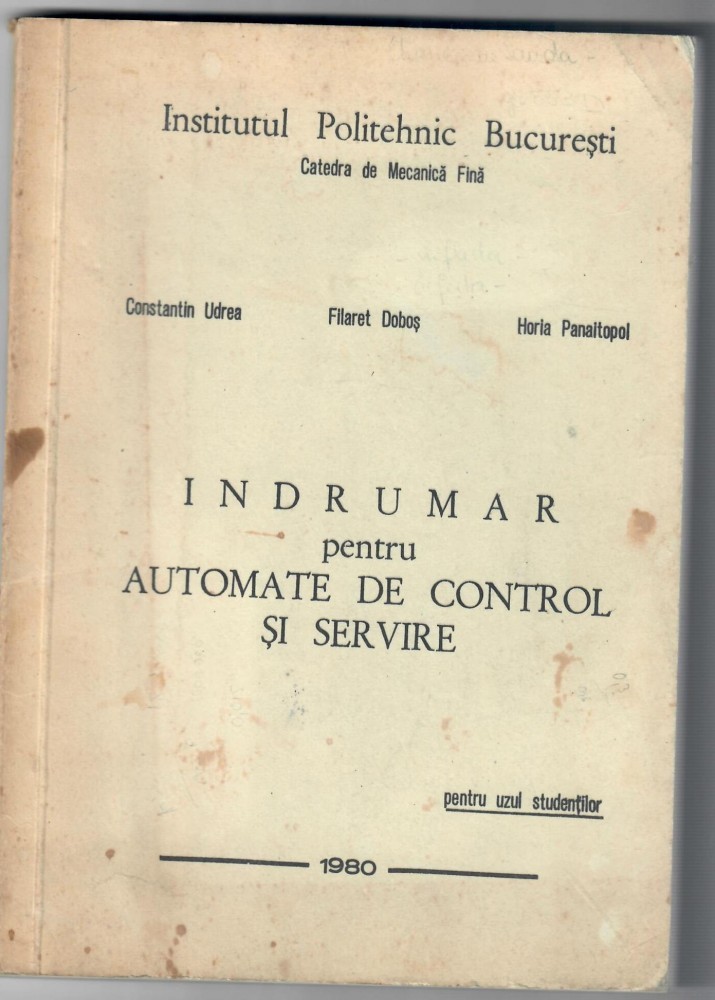 Institutul Politehnic București
Catedra de Mecanică Fină
Constantin Udrea Filaret Doboș Horia Panaitopol
INDRUMAR
pentru
AUTOMATE DE CONTROL
ȘI SERVIRE
pentru uzul studenților
1980